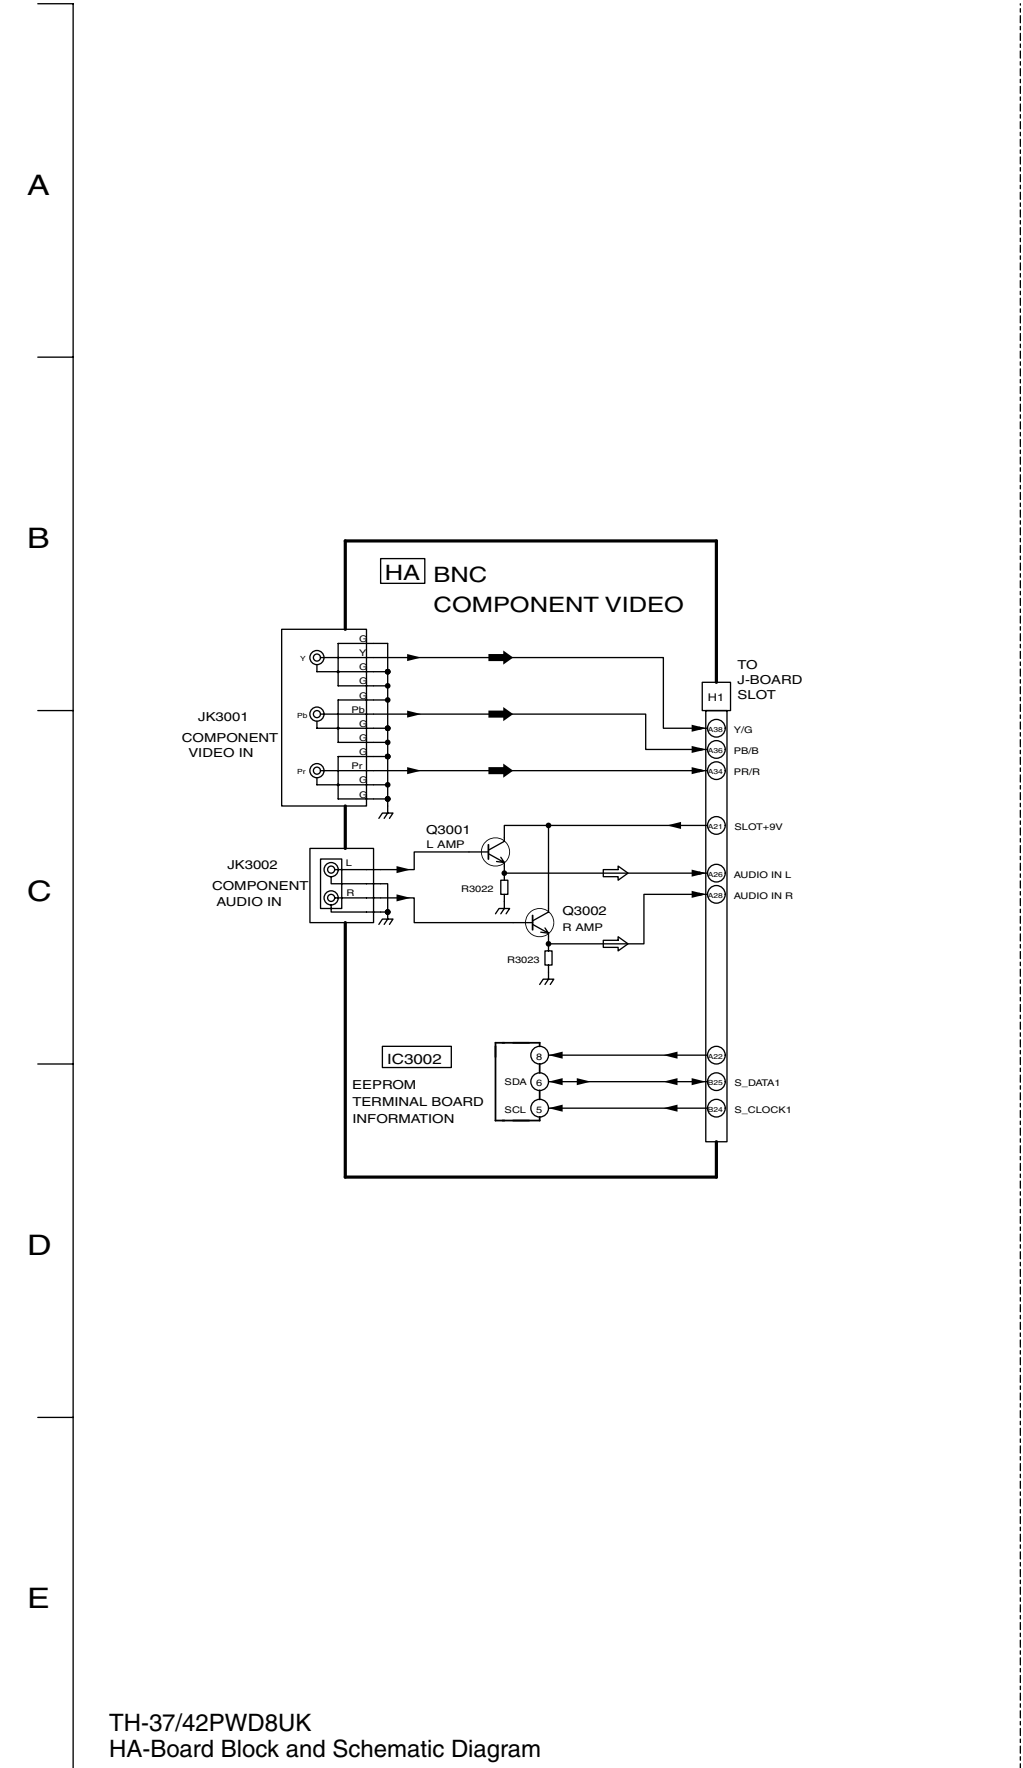 A
B
C
D
E
HA BNC
COMPONENT VIDEO
TO
J-BOARD
SLOT
H1
JK3001
COMPONENT
VIDEO IN
Y
Pb
Pr
G
Y
G
G
G
Pb
G
G
G
Pr
G
G
A38 Y/G
A36 PB/B
A34 PR/R
A21 SLOT+9V
A26 AUDIO IN L
A28 AUDIO IN R
Q3001
L AMP
R3022
Q3002
R AMP
R3023
JK3002
COMPONENT
AUDIO IN
L
R
IC3002
EEPROM
TERMINAL BOARD
INFORMATION
8
SDA 6
SCL 5
A22
B25 S_DATA1
B24 S_CLOCK1
TH-37/42PWD8UK
HA-Board Block and Schematic Diagram